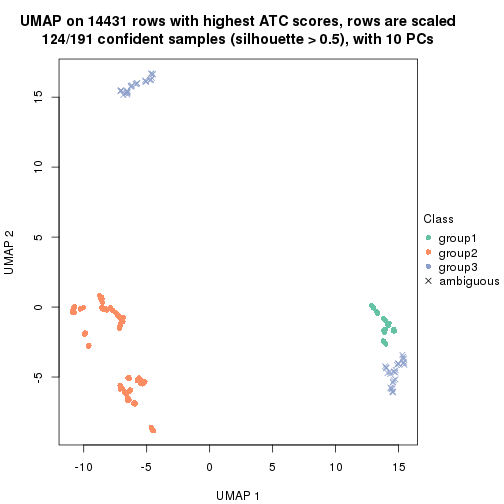 UMAP on 14431 rows with highest ATC scores, rows are scaled
124/191 confident samples (silhouette > 0.5), with 10 PCs
UMAP 2
15
10
5
0
-5
-10
-5
0
5
10
15
UMAP 1
Class
group1
group2
group3
ambiguous